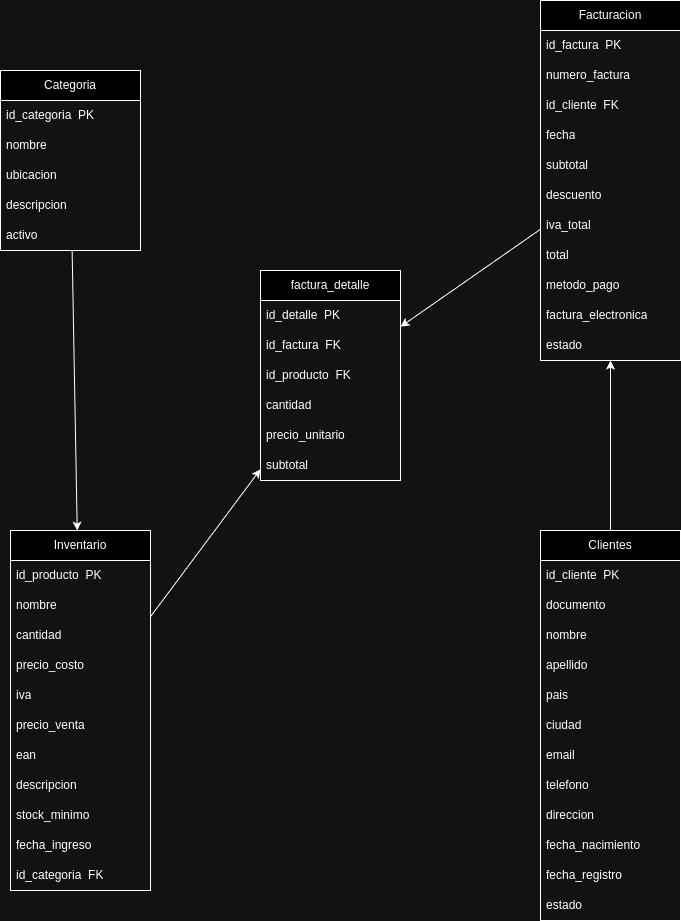 Categoria
id_categoria PK
nombre
ubicacion
descripcion
activo
Inventario
id_producto PK
nombre
cantidad
precio_costo
iva
precio_venta
ean
descripcion
stock_minimo
fecha_ingreso
id_categoria FK
factura_detalle
id_detalle PK
id_factura FK
id_producto FK
cantidad
precio_unitario
subtotal
Facturacion
id_factura PK
numero_factura
id_cliente FK
fecha
subtotal
descuento
iva_total
total
metodo_pago
factura_electronica
estado
Clientes
id_cliente PK
documento
nombre
apellido
pais
ciudad
email
telefono
direccion
fecha_nacimiento
fecha_registro
estado